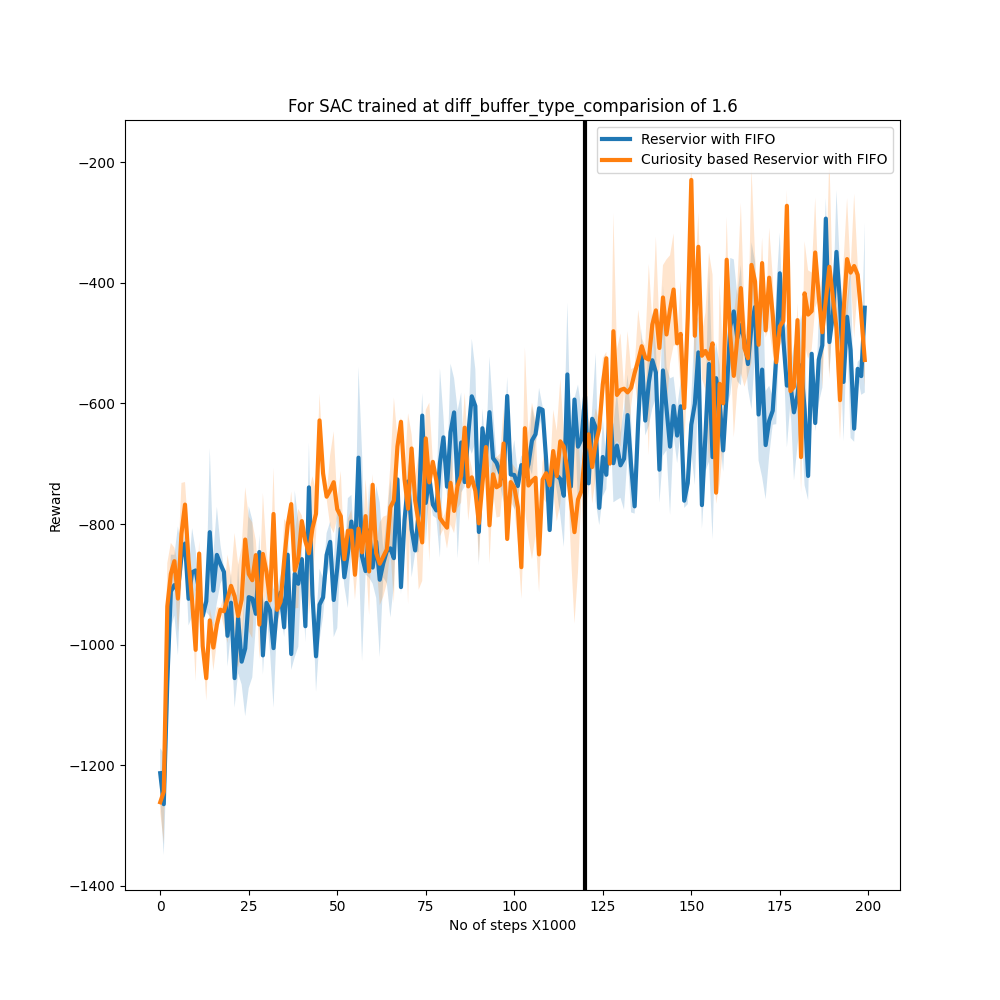 For SAC trained at diff_buffer_type_comparision of 1.6
Reservior with FIFO
Curiosity based Reservior with FIFO
Reward
−200
−400
−600
−800
−1000
−1200
−1400
0 25 50 75 100 125 150 175 200
No of steps X1000